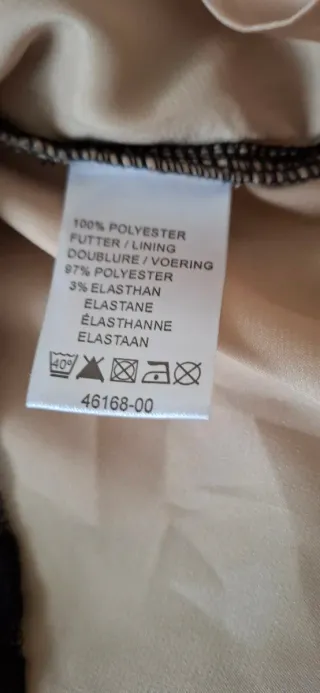 100% POLYESTER
FUTTER / LINING
DOUBLURE / VOERING
97% POLYESTER
3% ELASTHAN
ELASTANE
ÉLASTHANNE
ELASTAAN
40°
46168-00